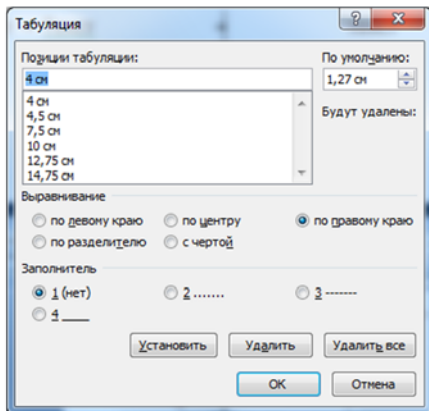 Табуляция
Позиции табуляции:
По умолчанию:
4 см
1,27 см
4 см
4,5 см
7,5 см
10 см
12,75 см
14,75 см
Будут удалены:
Выравнивание
по левому краю
по центру
по правому краю
по разделителю
с чертой
Заполнитель
1 (нет)
2 .......
3 -------
4 ___
Установить
Удалить
Удалить все
ОК
Отмена